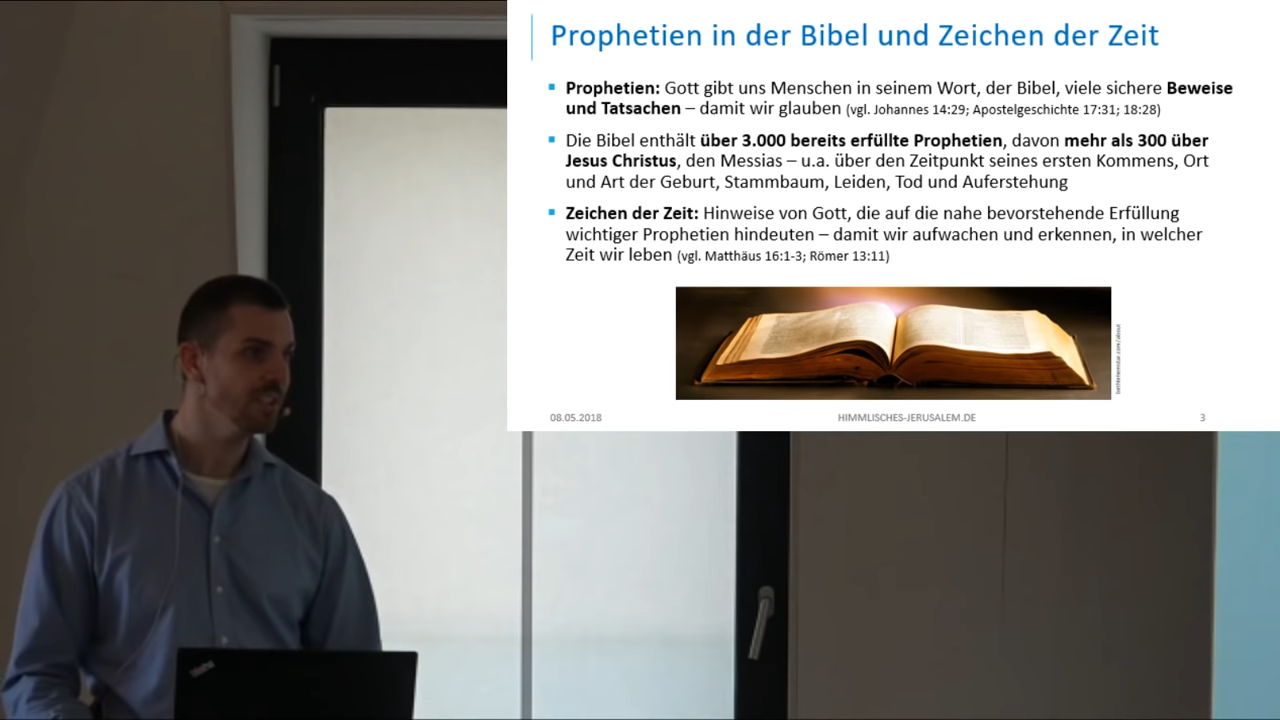 Prophetien in der Bibel und Zeichen der Zeit
▪ Prophetien: Gott gibt uns Menschen in seinem Wort, der Bibel, viele sichere Beweise
und Tatsachen – damit wir glauben (vgl. Johannes 14:29; Apostelgeschichte 17:31; 18:28)
▪ Die Bibel enthält über 3.000 bereits erfüllte Prophetien, davon mehr als 300 über
Jesus Christus, den Messias – u.a. über den Zeitpunkt seines ersten Kommens, Ort
und Art der Geburt, Stammbaum, Leiden, Tod und Auferstehung
▪ Zeichen der Zeit: Hinweise von Gott, die auf die nahe bevorstehende Erfüllung
wichtiger Prophetien hindeuten – damit wir aufwachen und erkennen, in welcher
Zeit wir leben (vgl. Matthäus 16:1-3; Römer 13:11)
08.05.2018 HIMMLISCHES-JERUSALEM.DE 3